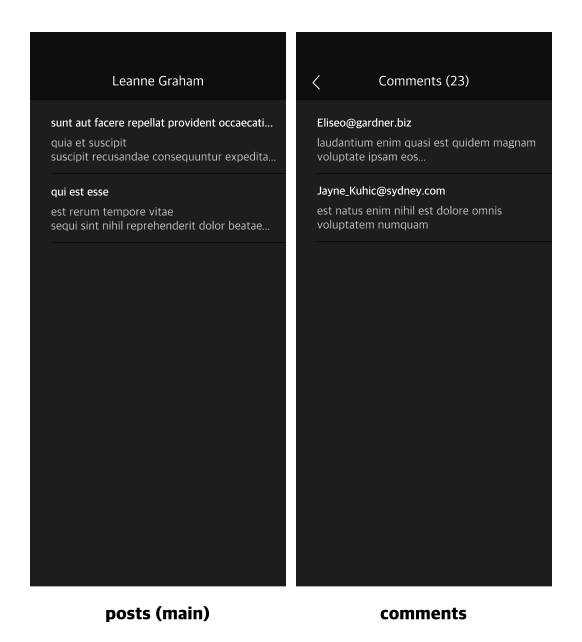 Leanne Graham
sunt aut facere repellat provident occaecati...
quia et suscipit
suscipit recusandae consequuntur expedita...
qui est esse
est rerum tempore vitae
sequi sint nihil reprehenderit dolor beatae...
posts (main)
Comments (23)
Eliseo@gardner.biz
laudantium enim quasi est quidem magnam
voluptate ipsam eos...
Jayne_Kuhic@sydney.com
est natus enim nihil est dolore omnis
voluptatem numquam
comments